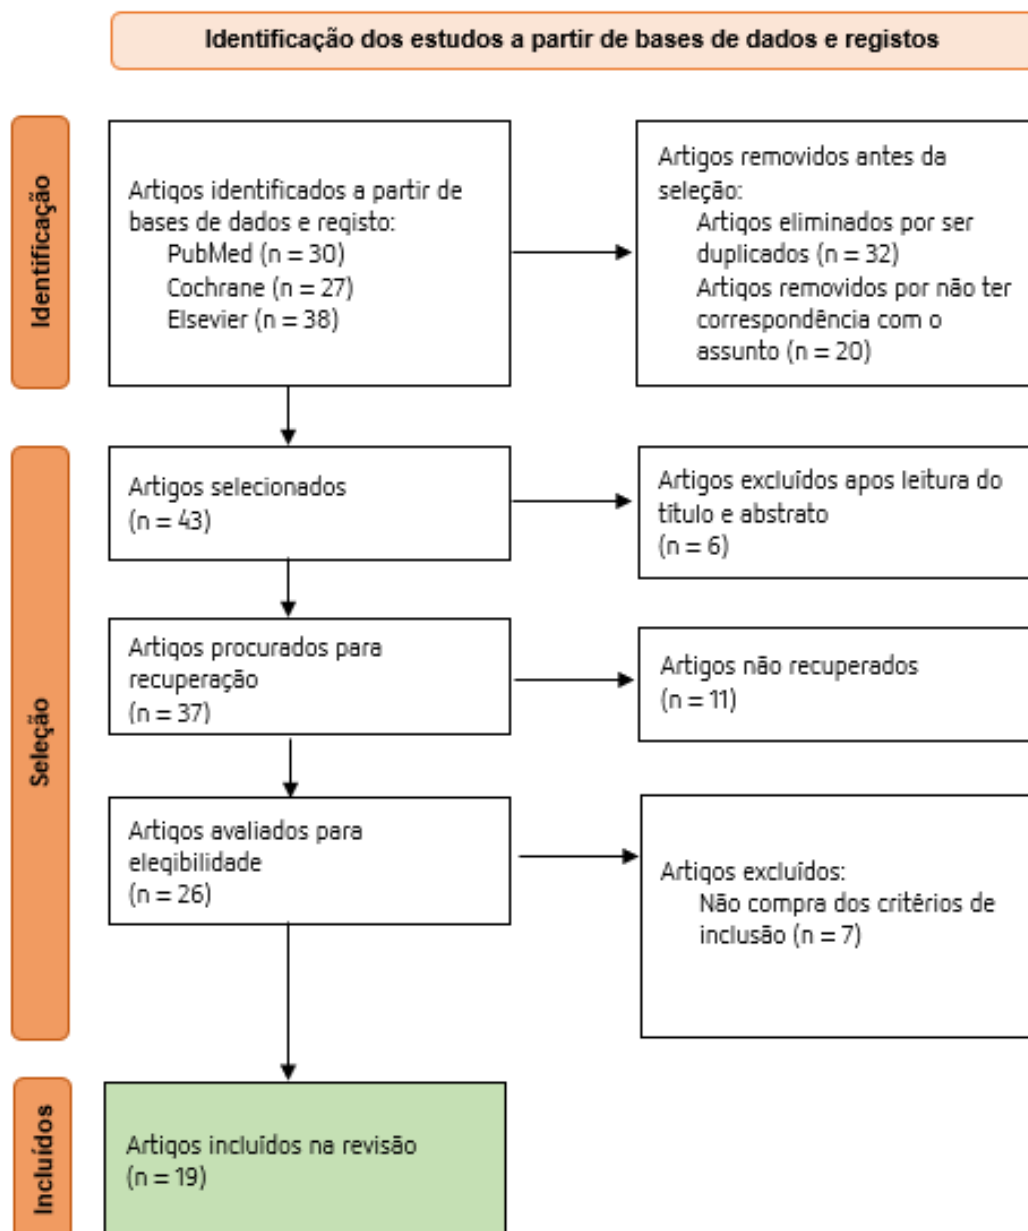 Identificação dos estudos a partir de bases de dados e registos
Identificação
Artigos identificados a partir de
bases de dados e registo:
PubMed (n = 30)
Cochrane (n = 27)
Elsevier (n = 38)
Artigos removidos antes da
seleção:
Artigos eliminados por ser
duplicados (n = 32)
Artigos removidos por não ter
correspondência com o
assunto (n = 20)
Seleção
Artigos selecionados
(n = 43)
Artigos excluídos apos leitura do
título e abstrato
(n = 6)
Artigos procurados para
recuperação
(n = 37)
Artigos não recuperados
(n = 11)
Artigos avaliados para
elegibilidade
(n = 26)
Artigos excluídos:
Não compra dos critérios de
inclusão (n = 7)
Incluídos
Artigos incluídos na revisão
(n = 19)